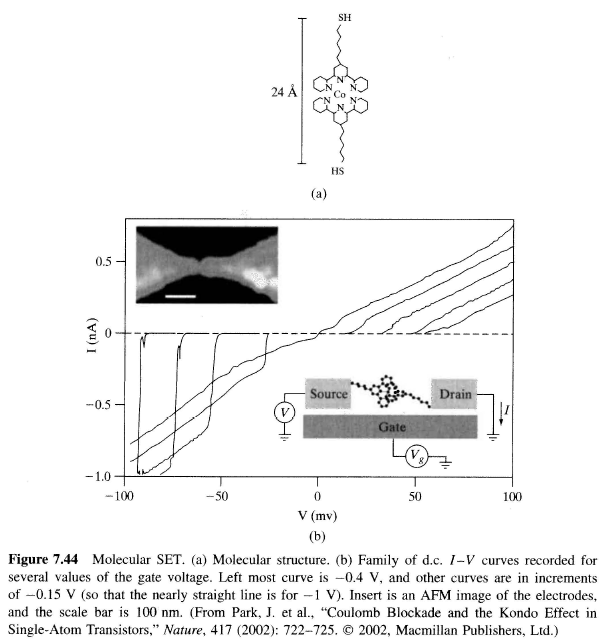 SH
24 Å
N
N N
Co
N N
N
HS
(a)
0.5
0
−0.5
−1.0
I (nA)
Source
Drain
V
I
Gate
Vg
−100
−50
0
50
100
V (mv)
(b)
Figure 7.44 Molecular SET. (a) Molecular structure. (b) Family of d.c. I–V curves recorded for
several values of the gate voltage. Left most curve is −0.4 V, and other curves are in increments
of −0.15 V (so that the nearly straight line is for −1 V). Insert is an AFM image of the electrodes,
and the scale bar is 100 nm. (From Park, J. et al., “Coulomb Blockade and the Kondo Effect in
Single-Atom Transistors,” Nature, 417 (2002): 722–725. © 2002, Macmillan Publishers, Ltd.)